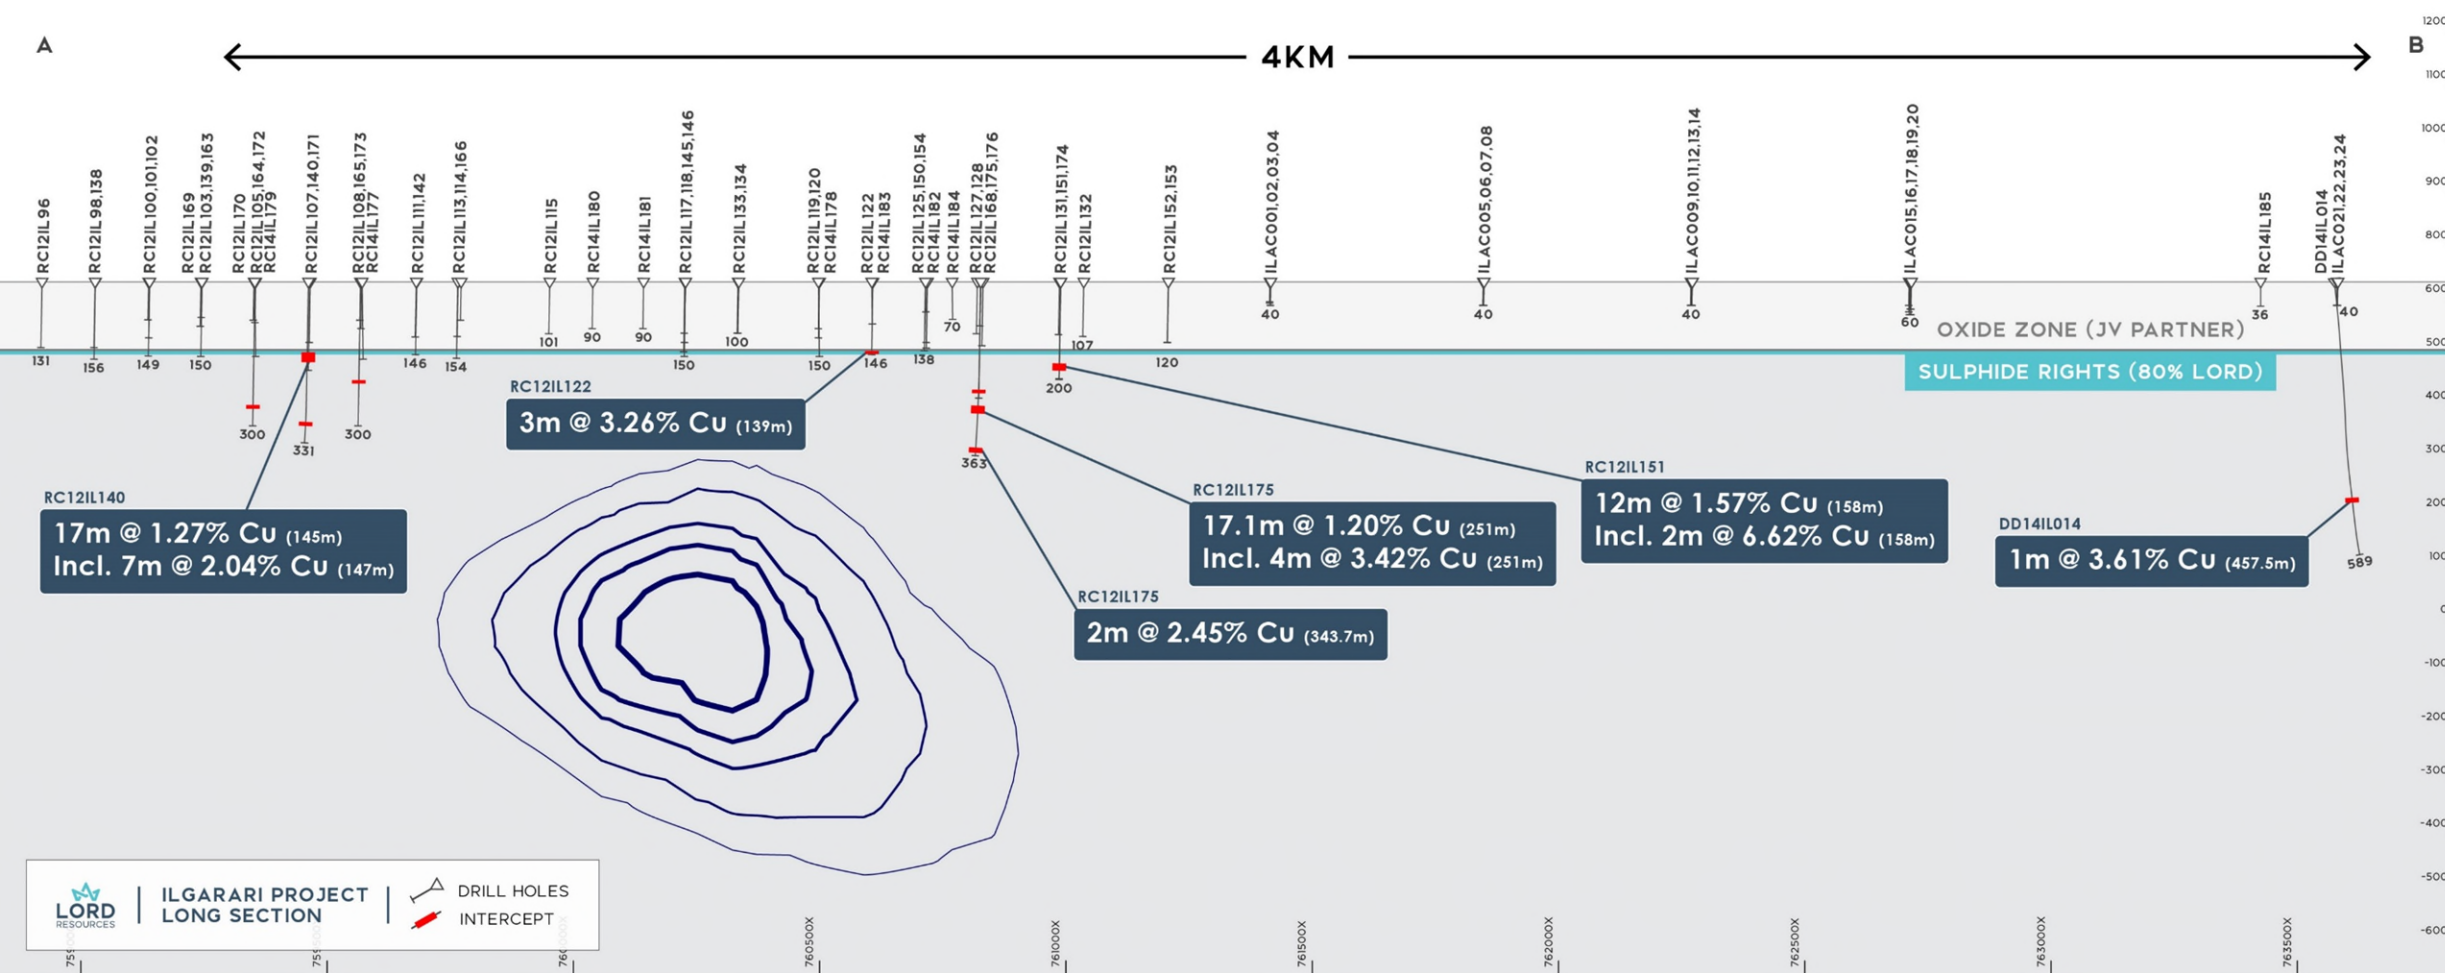 A
4KM
B
RC12IL96
RC12IL98,138
RC12IL100,101,102
RC12IL169
RC12IL103,139,163
RC12IL170
RC12IL105,164,172
RC14IL179
RC12IL107,140,171
RC12IL108,165,173
RC14IL177
RC12IL111,142
RC12IL113,114,166
RC12IL115
RC14IL180
RC14IL181
RC12IL117,118,145,146
RC12IL133,134
RC12IL119,120
RC14IL178
RC12IL122
RC14IL183
RC12IL125,150,154
RC14IL182
RC14IL184
RC12IL127,128
RC12IL168,175,176
RC12IL131,151,174
RC12IL132
RC12IL152,153
ILAC001,02,03,04
ILAC005,06,07,08
ILAC009,10,11,12,13,14
ILAC015,16,17,18,19,20
RC14IL185
DD14IL014
ILAC021,22,23,24
131
156
149
150
300
331
300
146
154
101
90
90
150
100
150
146
138
70
363
200
107
120
40
40
40
60
36
40
589
OXIDE ZONE (JV PARTNER)
SULPHIDE RIGHTS (80% LORD)
RC12IL140
17m @ 1.27% Cu (145m)
Incl. 7m @ 2.04% Cu (147m)
RC12IL122
3m @ 3.26% Cu (139m)
RC12IL175
17.1m @ 1.20% Cu (251m)
Incl. 4m @ 3.42% Cu (251m)
RC12IL175
2m @ 2.45% Cu (343.7m)
RC12IL151
12m @ 1.57% Cu (158m)
Incl. 2m @ 6.62% Cu (158m)
DD14IL014
1m @ 3.61% Cu (457.5m)
LORD
RESOURCES
ILGARARI PROJECT
LONG SECTION
DRILL HOLES
INTERCEPT
760500X
761000X
761500X
762000X
762500X
763000X
763500X